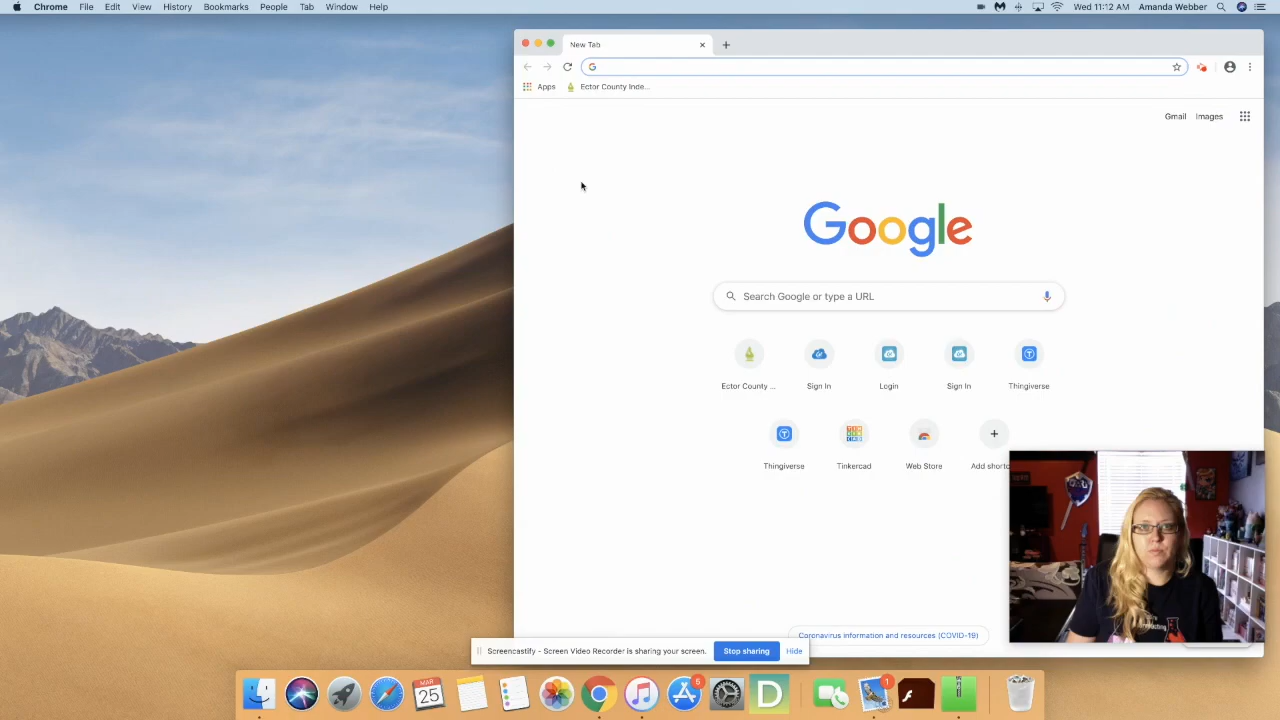 Chrome File Edit View History Bookmarks People Tab Window Help
Wed 11:12 AM Amanda Webber
New Tab
Apps Ector County Inde...
Gmail Images
Google
Search Google or type a URL
Ector County ... Sign In Login Sign In Thingiverse
Thingiverse Tinkercad Web Store Add shortc
Coronavirus information and resources (COVID-19)
Screencastify - Screen Video Recorder is sharing your screen. Stop sharing Hide
MAR
25
5
D
1